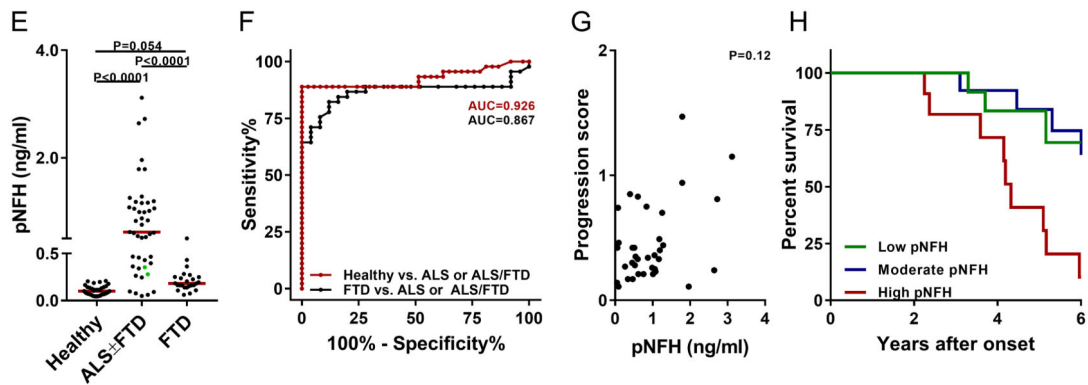 E
P=0.054
P<0.0001
P<0.0001
pNFH (ng/ml)
4.0
2.0
0.5
0.0
Healthy
ALS±FTD
FTD
F
Sensitivity%
100
75
50
25
0
AUC=0.926
AUC=0.867
Healthy vs. ALS or ALS/FTD
FTD vs. ALS or ALS/FTD
0
25
50
75
100
100% - Specificity%
G
P=0.12
Progression score
2
1
0
0
1
2
3
4
pNFH (ng/ml)
H
Percent survival
100
75
50
25
0
Low pNFH
Moderate pNFH
High pNFH
0
2
4
6
Years after onset